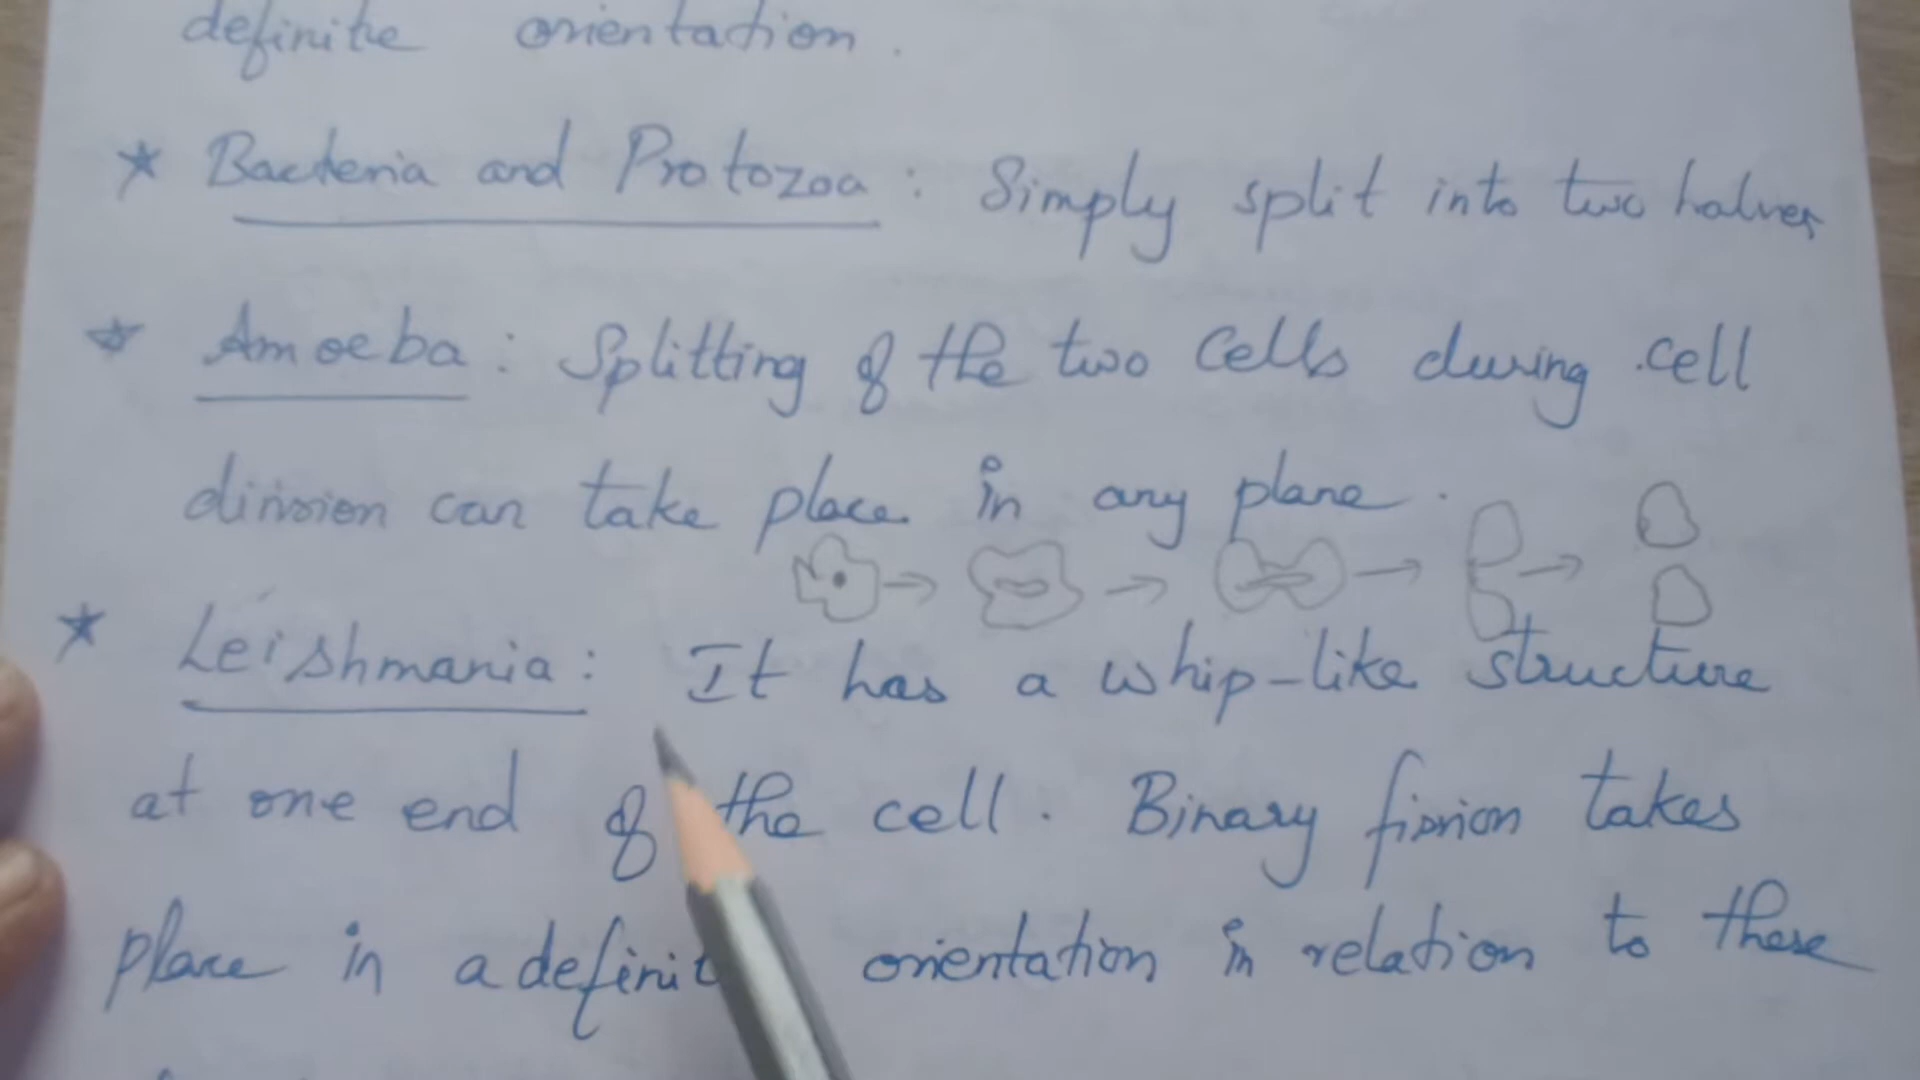 definite orientation.
★ Bacteria and Protozoa : Simply split into two halves
★ Amoeba : Splitting of the two cells during cell
division can take place in any plane.
★ Leishmania : It has a whip-like structure
at one end of the cell. Binary fission takes
place in a definite orientation in relation to these